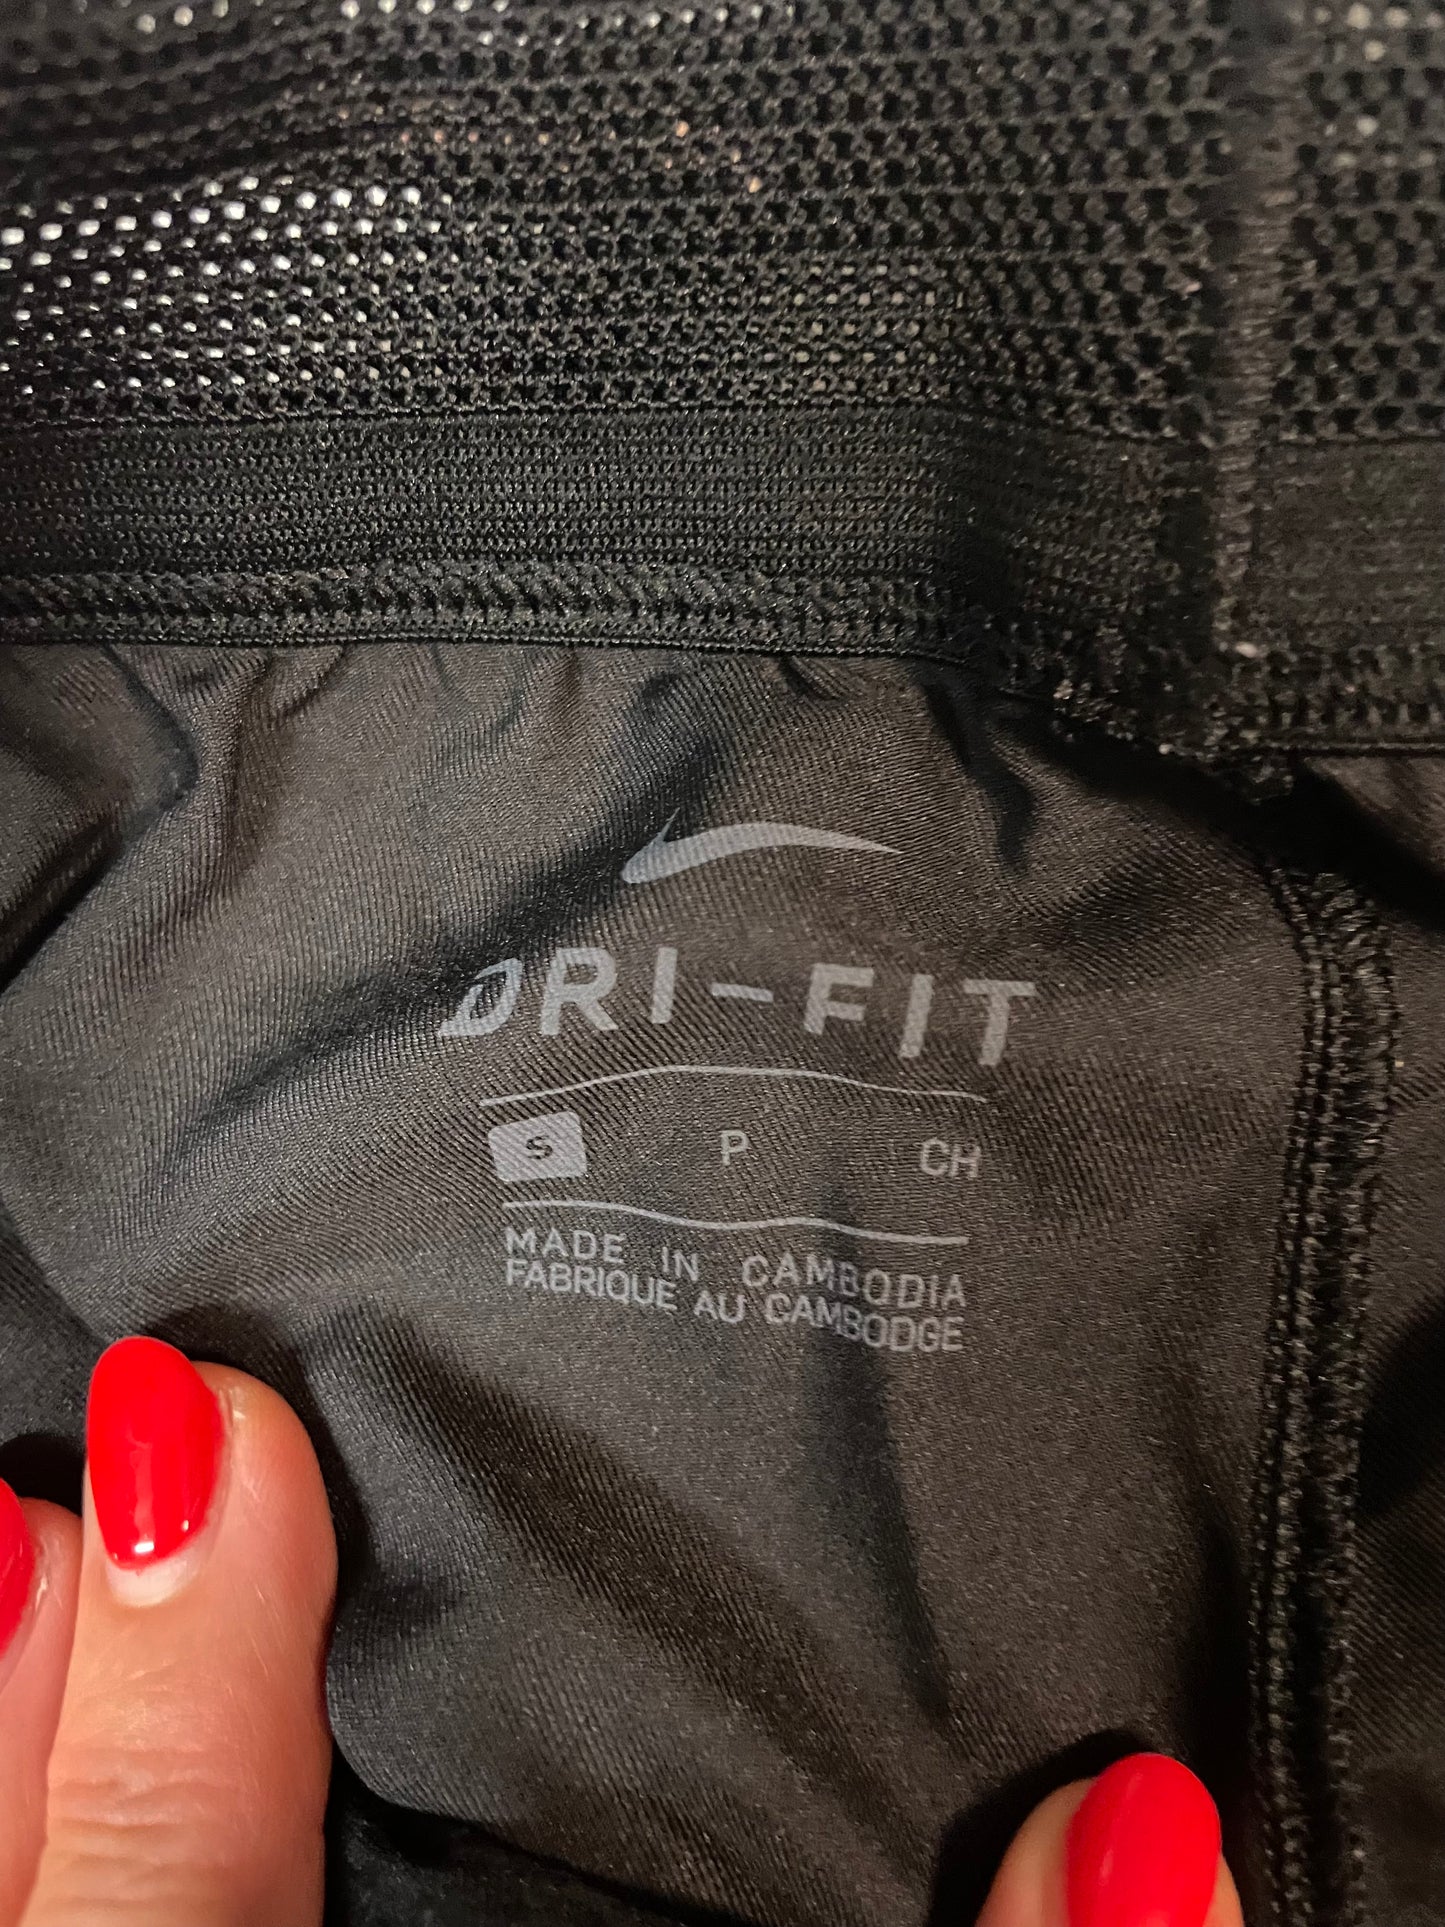 DRI-FIT
S P CH
MADE IN CAMBODIA
FABRIQUE AU CAMBODGE